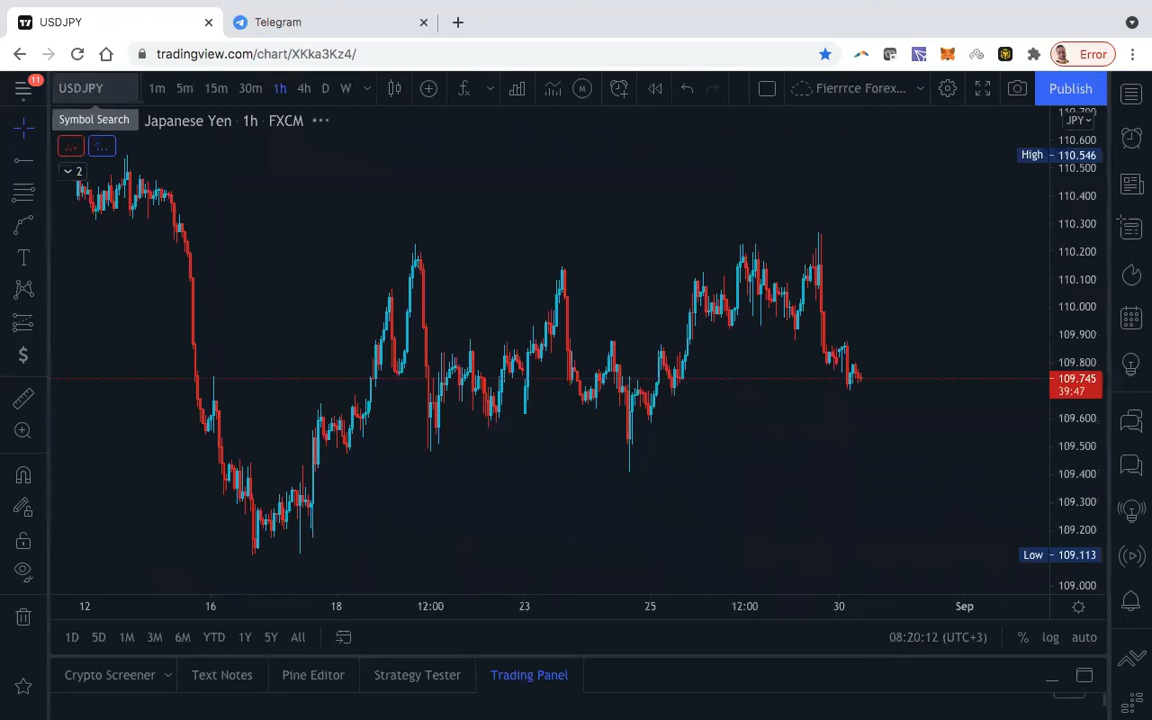 USDJPY
Telegram
tradingview.com/chart/XKka3Kz4/
Error
11
USDJPY
1m 5m 15m 30m 1h 4h D W
Fierrrce Forex...
Publish
Symbol Search
Japanese Yen · 1h · FXCM
2
JPY
110.700
110.600
High 110.546
110.500
110.400
110.300
110.200
110.100
110.000
109.900
109.800
109.745
39:47
109.600
109.500
109.400
109.300
109.200
Low 109.113
109.000
12 16 18 12:00 23 25 12:00 30 Sep
1D 5D 1M 3M 6M YTD 1Y 5Y All
08:20:12 (UTC+3) % log auto
Crypto Screener Text Notes Pine Editor Strategy Tester Trading Panel